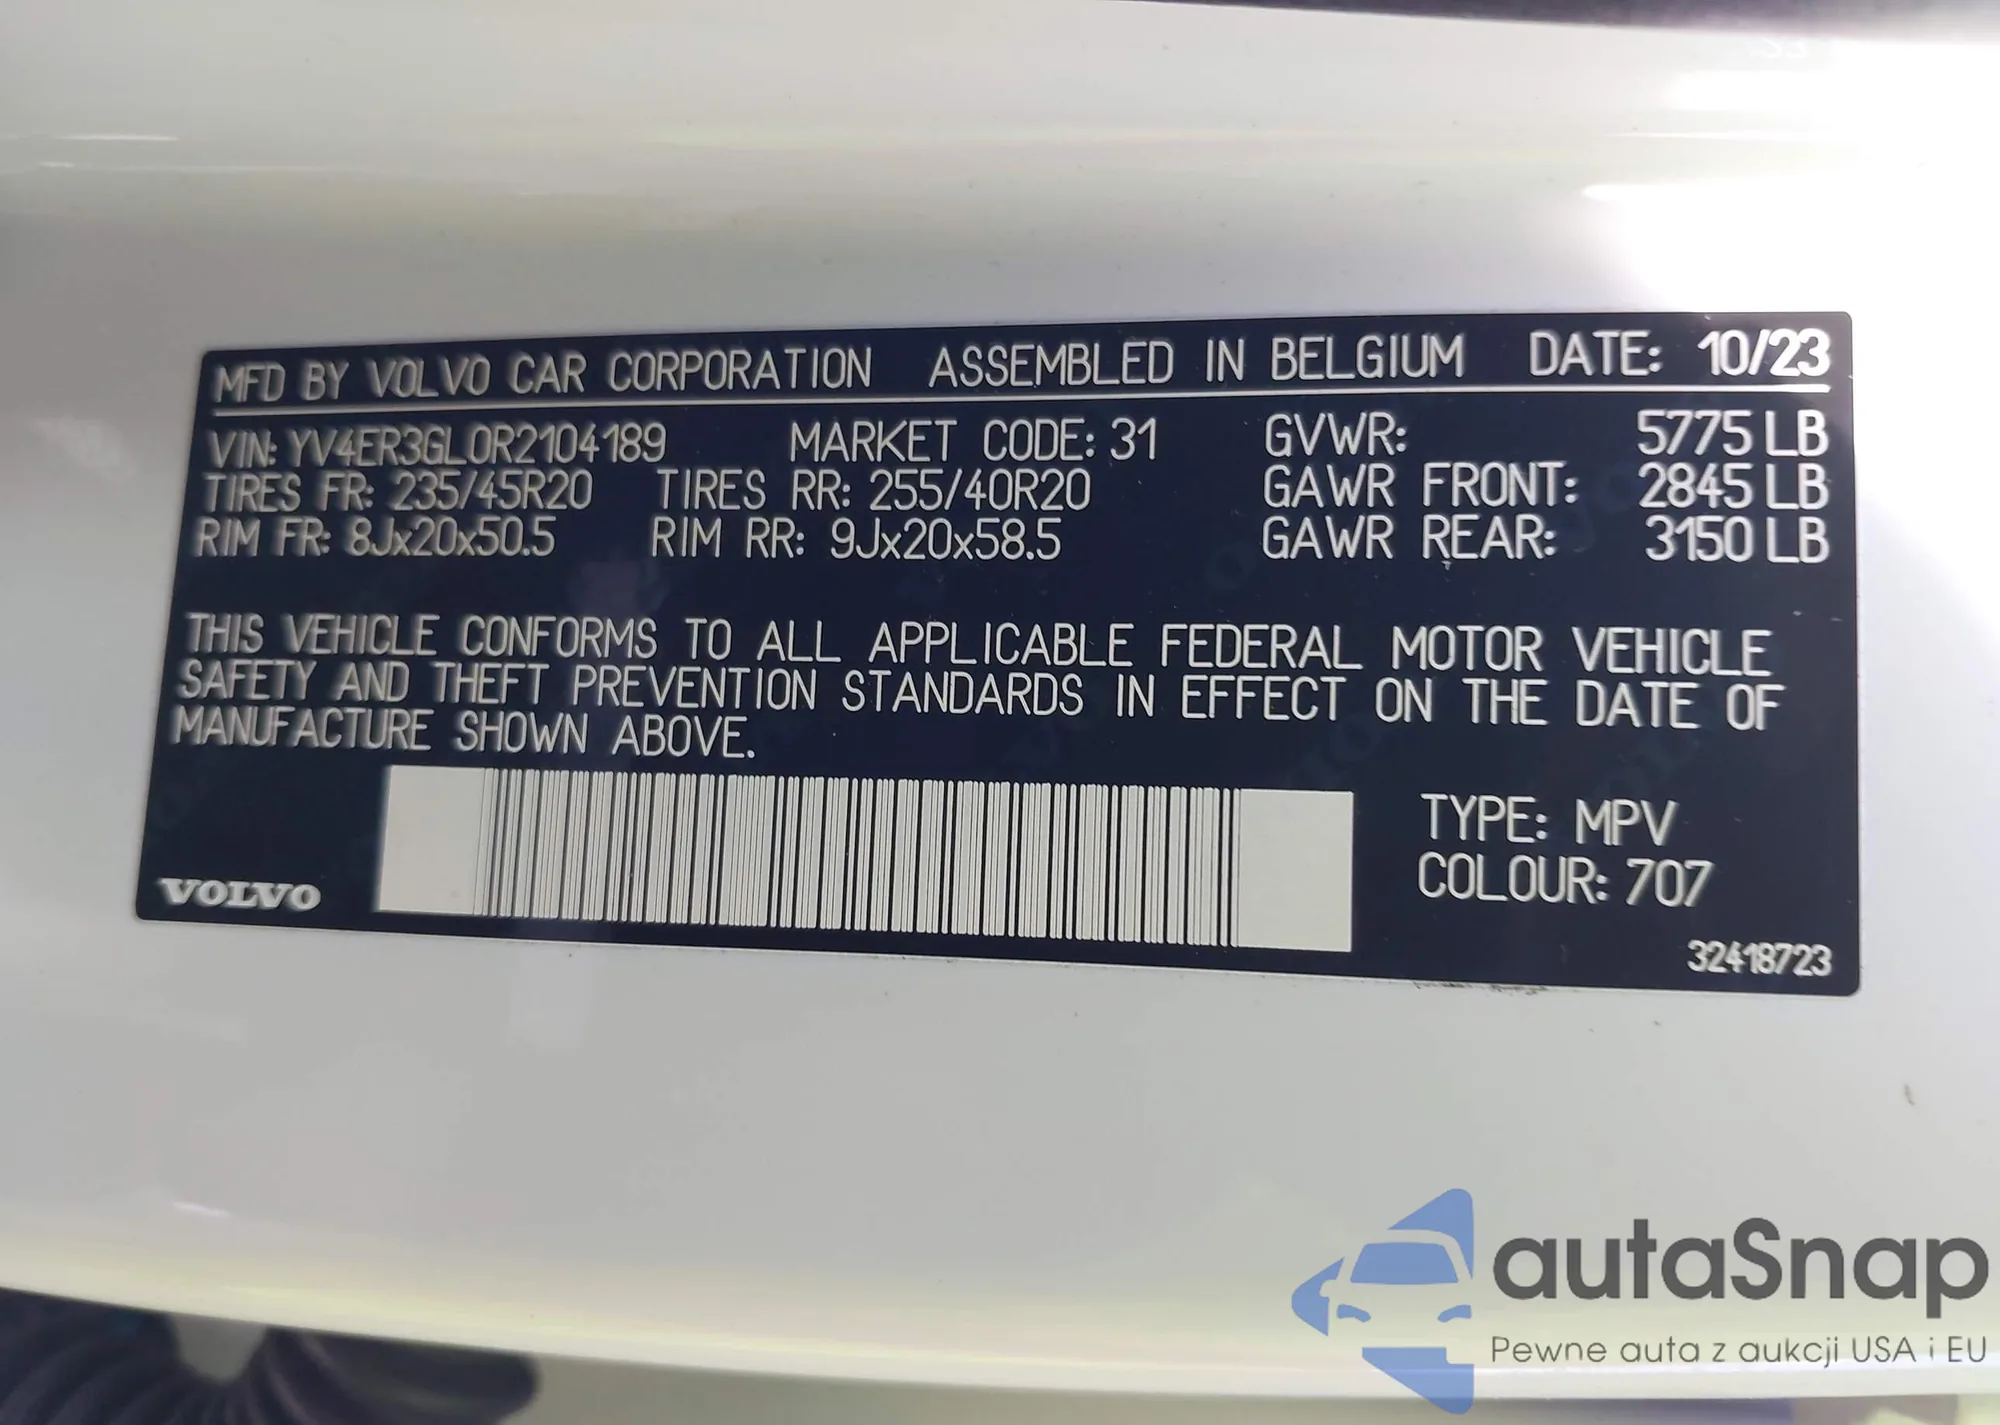 MFD BY VOLVO CAR CORPORATION ASSEMBLED IN BELGIUM DATE: 10/23
VIN: YV4ER3GL0R2104189 MARKET CODE: 31 GVWR: 5775 LB
TIRES FR: 235/45R20 TIRES RR: 255/40R20 GAWR FRONT: 2845 LB
RIM FR: 8Jx20x50.5 RIM RR: 9Jx20x58.5 GAWR REAR: 3150 LB
THIS VEHICLE CONFORMS TO ALL APPLICABLE FEDERAL MOTOR VEHICLE
SAFETY AND THEFT PREVENTION STANDARDS IN EFFECT ON THE DATE OF
MANUFACTURE SHOWN ABOVE.
TYPE: MPV
COLOUR: 707
VOLVO
32418723
autaSnap
Pewne auta z aukcji USA i EU